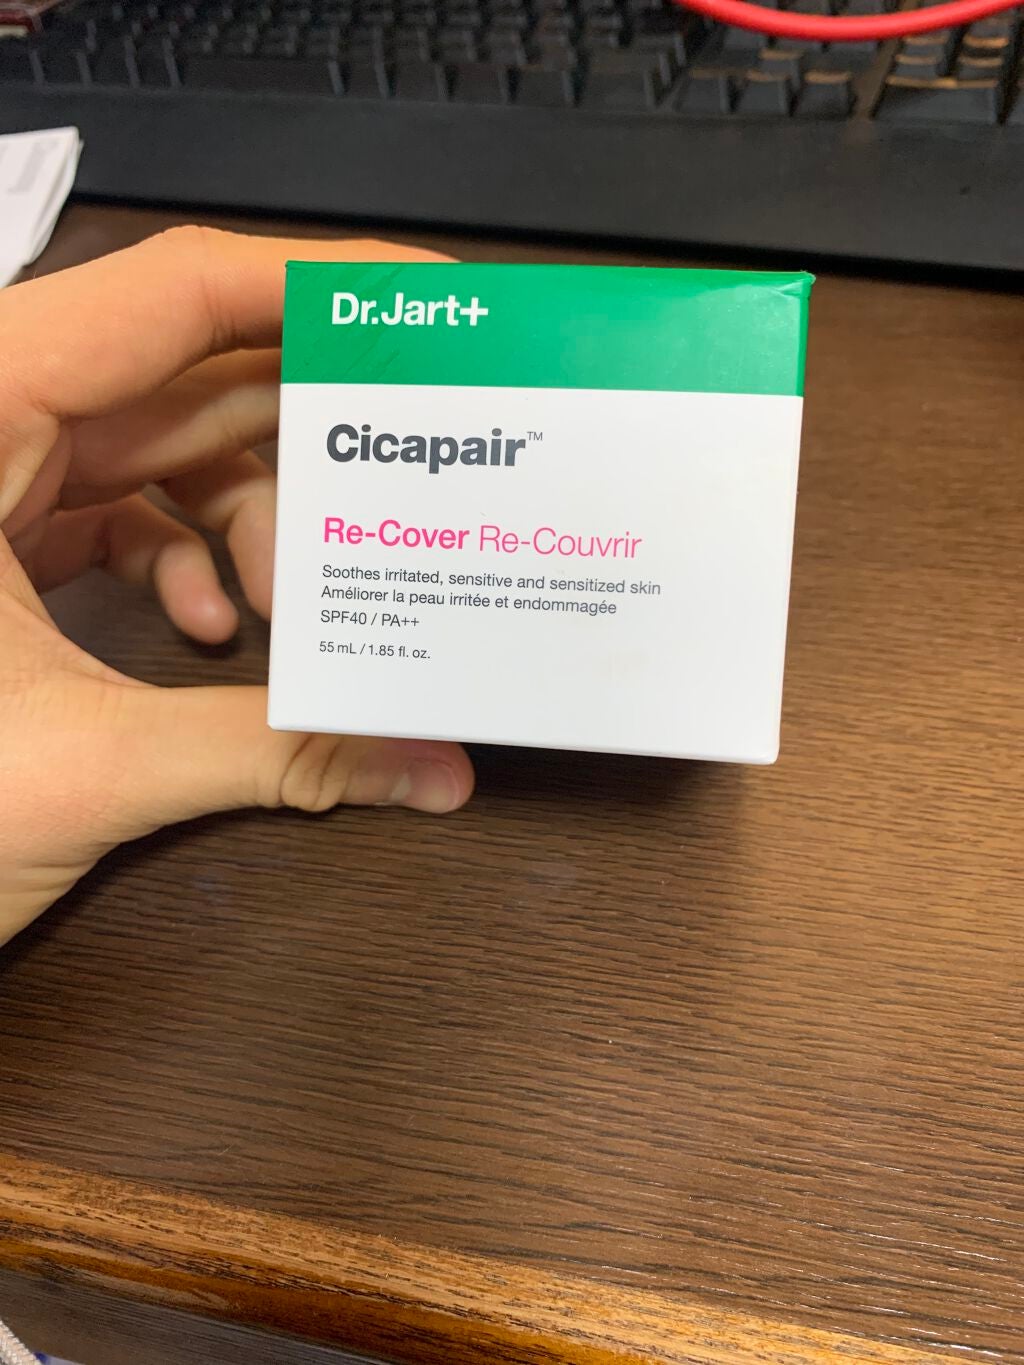 Dr.Jart+
Cicapair™
Re-Cover Re-Couvrir
Soothes irritated, sensitive and sensitized skin
Améliorer la peau irritée et endommagée
SPF40 / PA++
55 mL / 1.85 fl. oz.